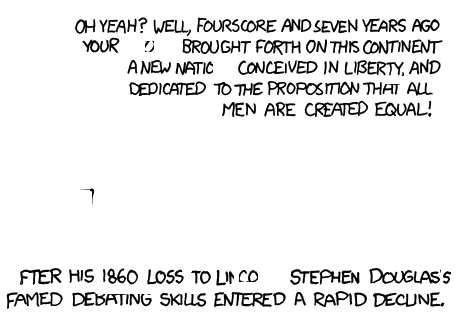 OH YEAH? WELL, FOURSCORE AND SEVEN YEARS AGO
YOUR BROUGHT FORTH ON THIS CONTINENT
A NEW CONCEIVED IN LIBERTY, AND
DEDICATED TO THE PROPOSITION THAT ALL
MEN ARE CREATED EQUAL!
HIS 1860 LOSS TO STEPHEN DOUGLAS'S
FAMED DEBATING SKILLS ENTERED A RAPID DECLINE.